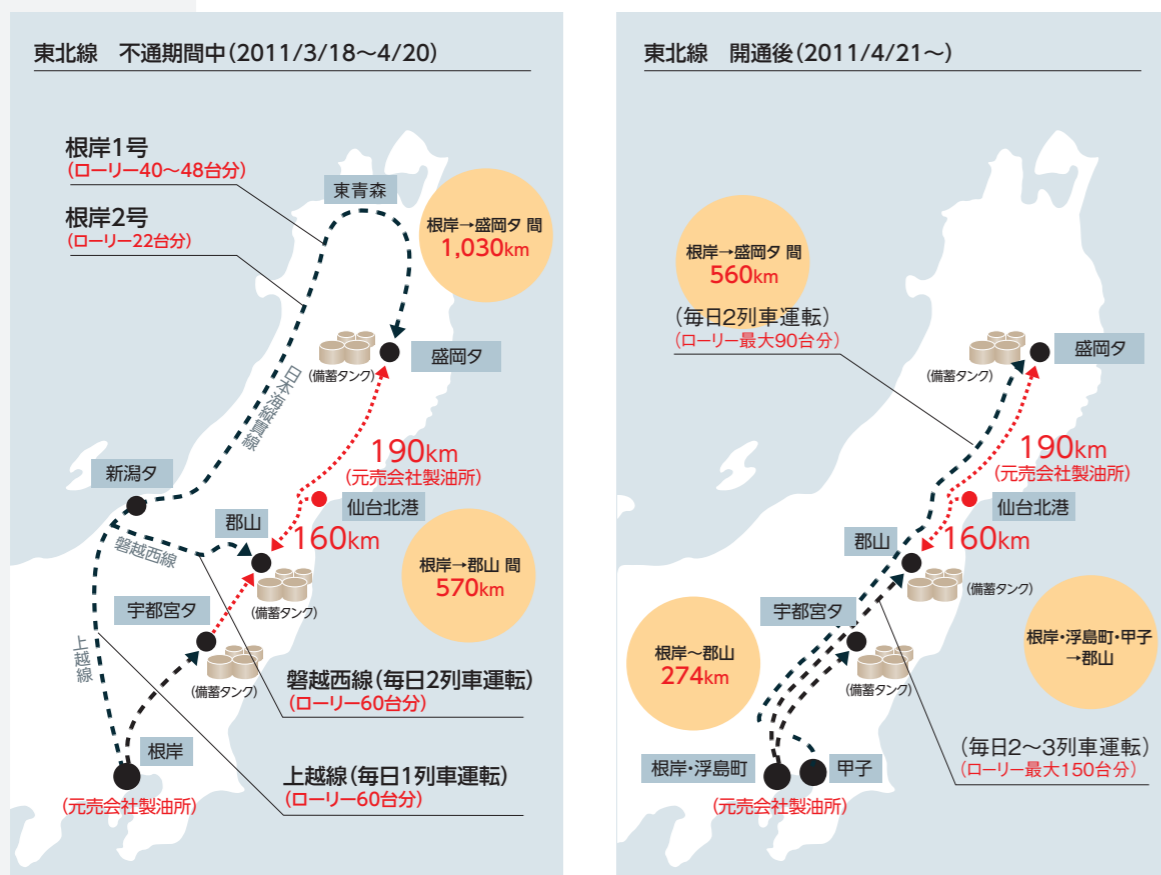 東北線 不通期間中(2011/3/18〜4/20)
根岸1号
(ローリー40〜48台分)
根岸2号
(ローリー22台分)
東青森
根岸→盛岡タ 間
1,030km
(備蓄タンク)
盛岡タ
日本海縦貫線
190km
(元売会社製油所)
新潟タ
仙台北港
郡山
160km
磐越西線
(備蓄タンク)
根岸→郡山 間
570km
宇都宮タ
上越線
(備蓄タンク)
磐越西線(毎日2列車運転)
(ローリー60台分)
根岸
上越線(毎日1列車運転)
(ローリー60台分)
(元売会社製油所)
東北線 開通後(2011/4/21〜)
根岸→盛岡タ 間
560km
(毎日2列車運転)
(ローリー最大90台分)
盛岡タ
(備蓄タンク)
190km
(元売会社製油所)
仙台北港
郡山
160km
(備蓄タンク)
宇都宮タ
根岸・浮島町・甲子
→郡山
根岸〜郡山
274km
(備蓄タンク)
(毎日2〜3列車運転)
(ローリー最大150台分)
根岸・浮島町
甲子
(元売会社製油所)